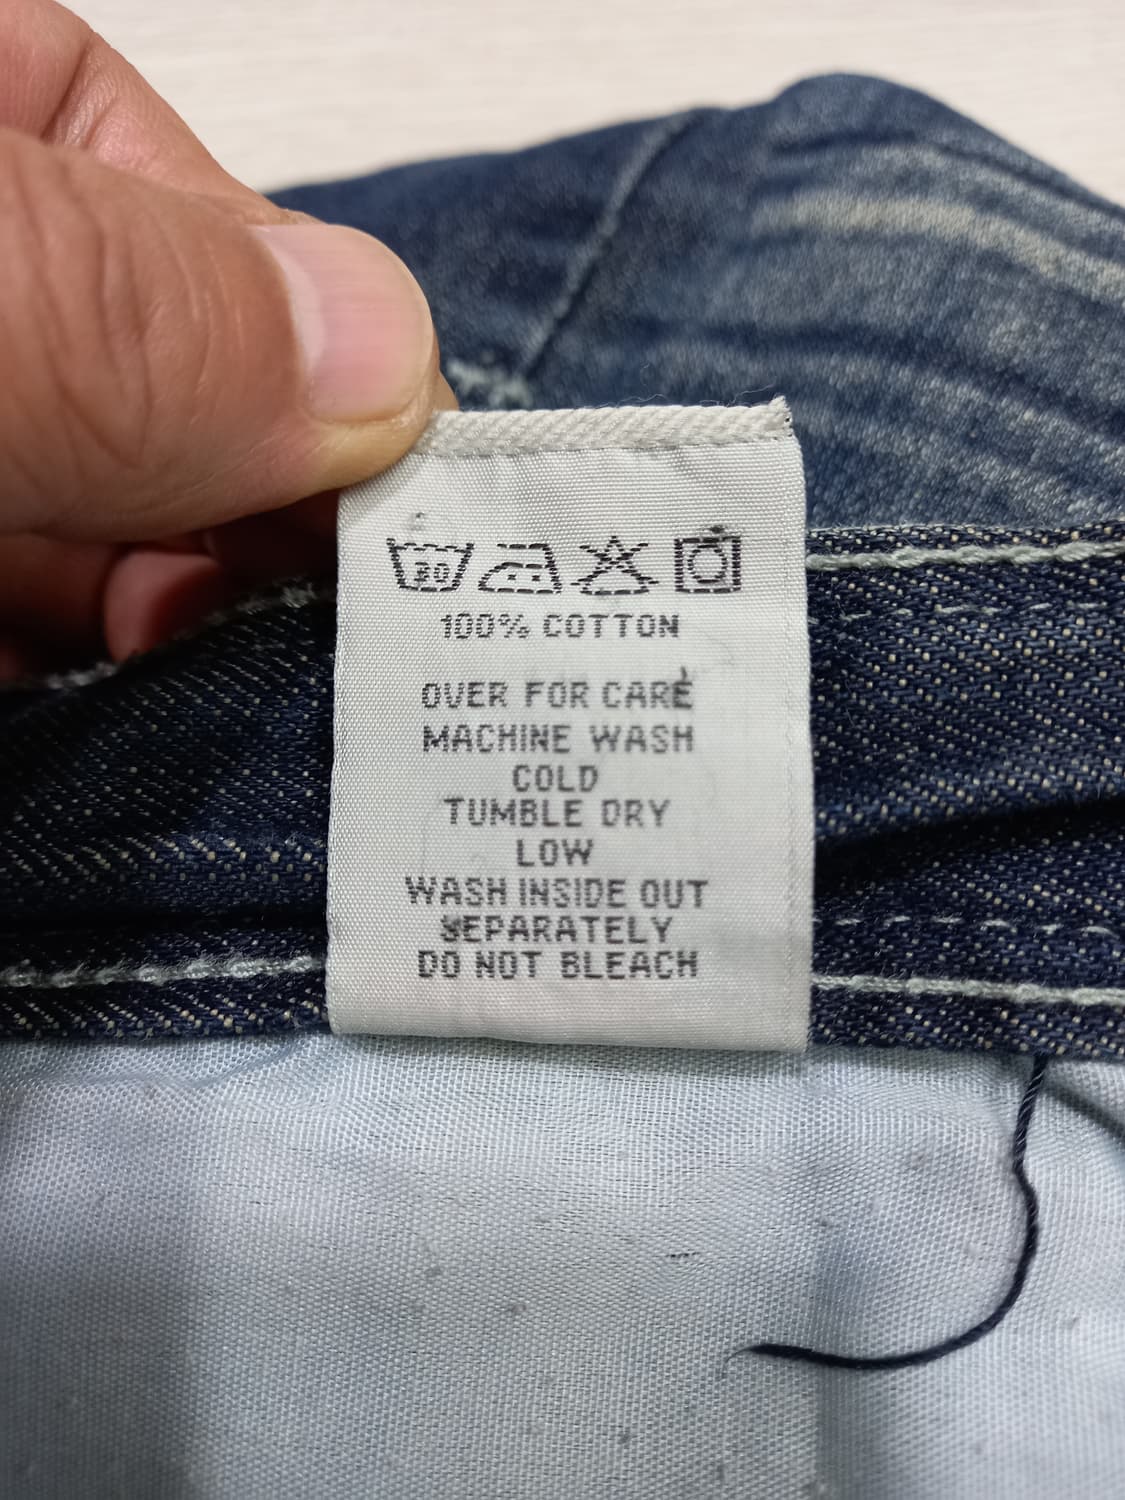 30
100% COTTON
OVER FOR CARE
MACHINE WASH
COLD
TUMBLE DRY
LOW
WASH INSIDE OUT
SEPARATELY
DO NOT BLEACH